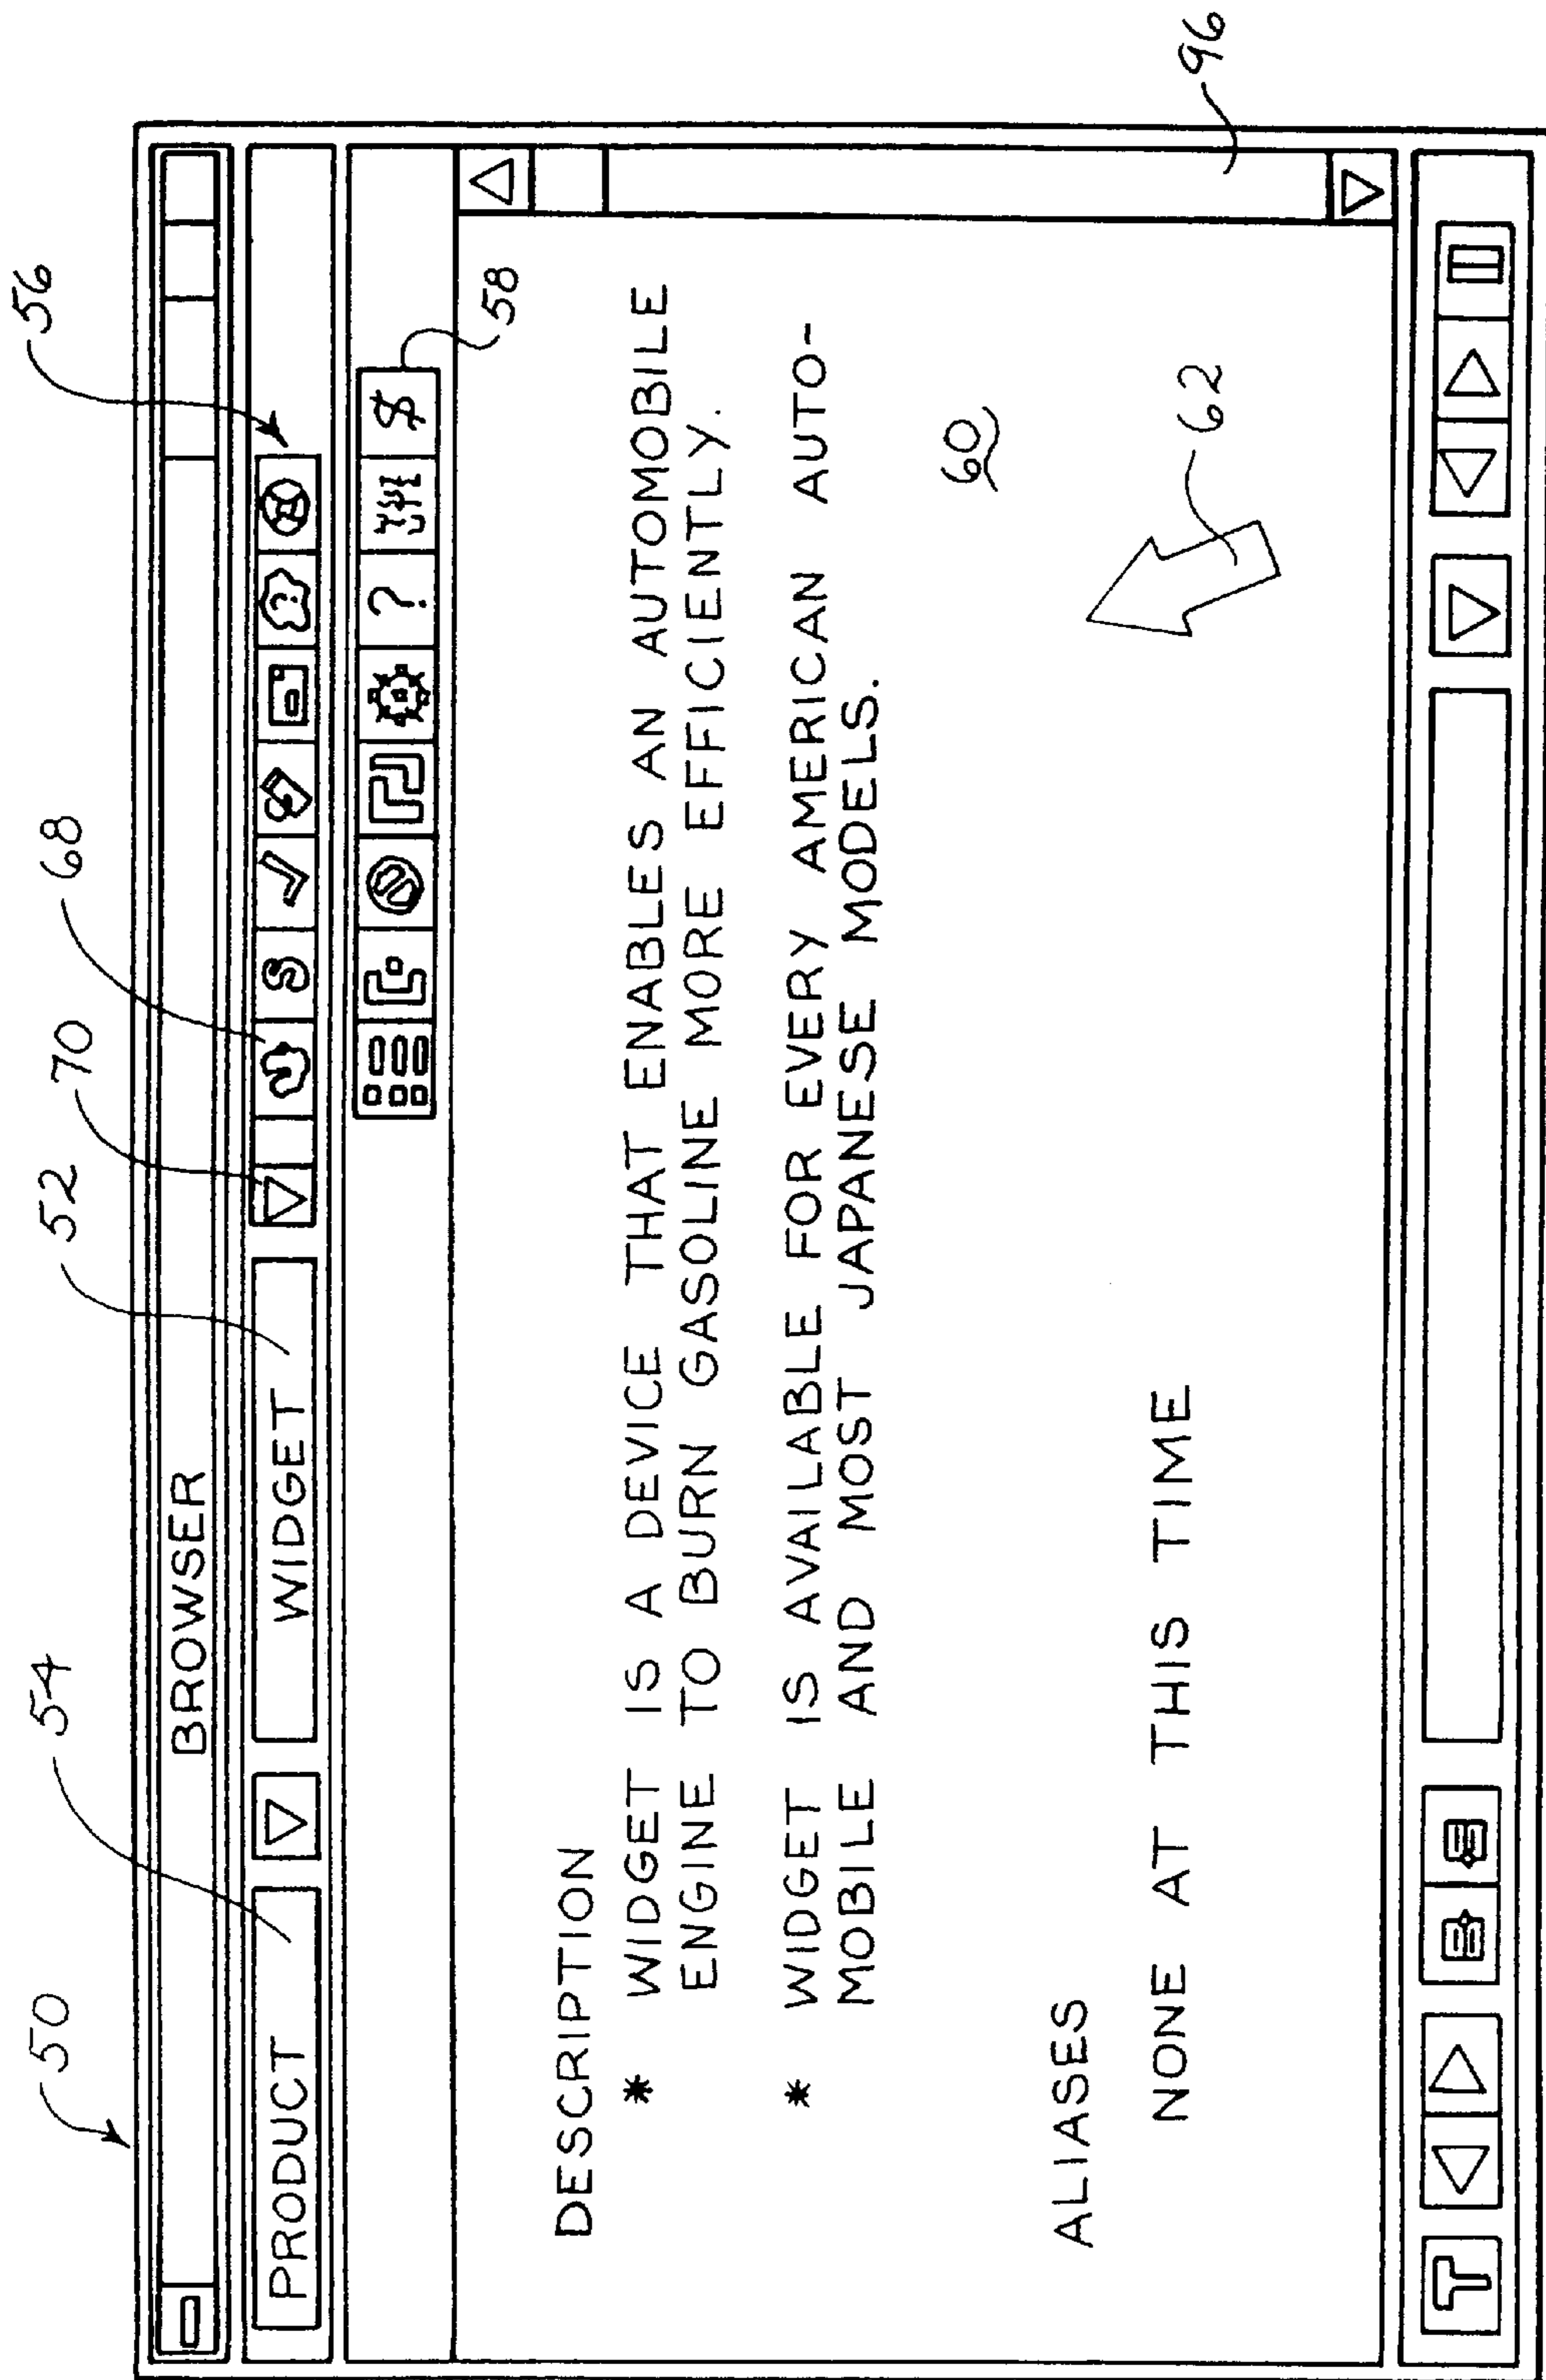 50
54
52
70
68
56
BROWSER
PRODUCT
WIDGET
S
?
?
$
58
DESCRIPTION
* WIDGET IS A DEVICE THAT ENABLES AN AUTOMOBILE
ENGINE TO BURN GASOLINE MORE EFFICIENTLY.
* WIDGET IS AVAILABLE FOR EVERY AMERICAN AUTO-
MOBILE AND MOST JAPANESE MODELS.
60
ALIASES
NONE AT THIS TIME
62
96